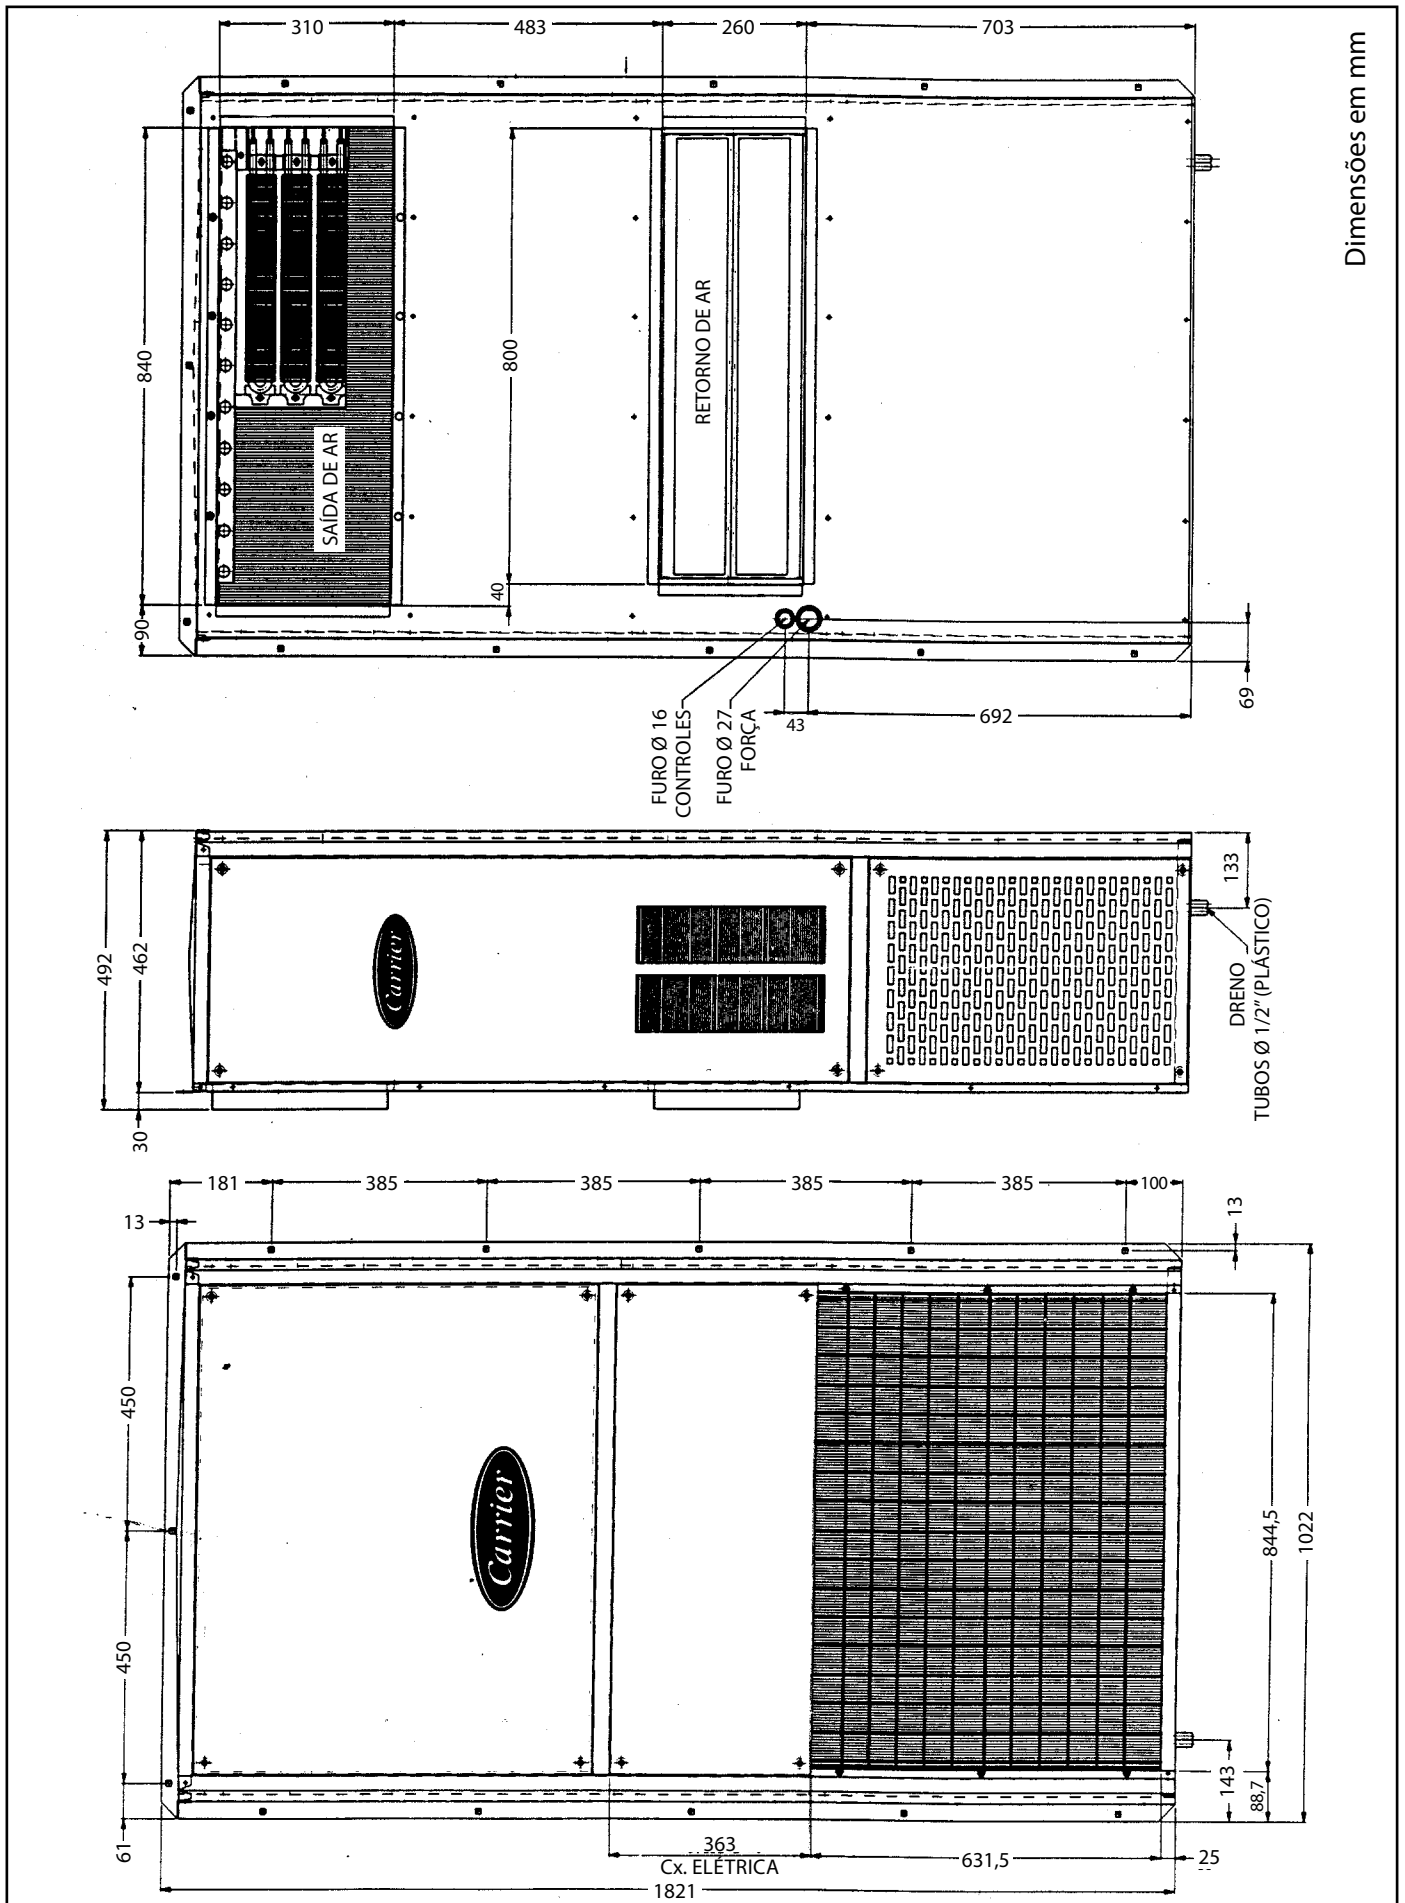 Dimensões em mm
310
483
260
703
840
90
800
40
SAÍDA DE AR
RETORNO DE AR
FURO Ø 16
CONTROLES
FURO Ø 27
FORÇA
43
692
69
492
462
30
Carrier
133
DRENO
TUBOS Ø 1/2" (PLÁSTICO)
181
385
385
385
385
100
13
13
450
450
61
Carrier
844,5
1022
143
88,7
363
Cx. ELÉTRICA
631,5
25
1821